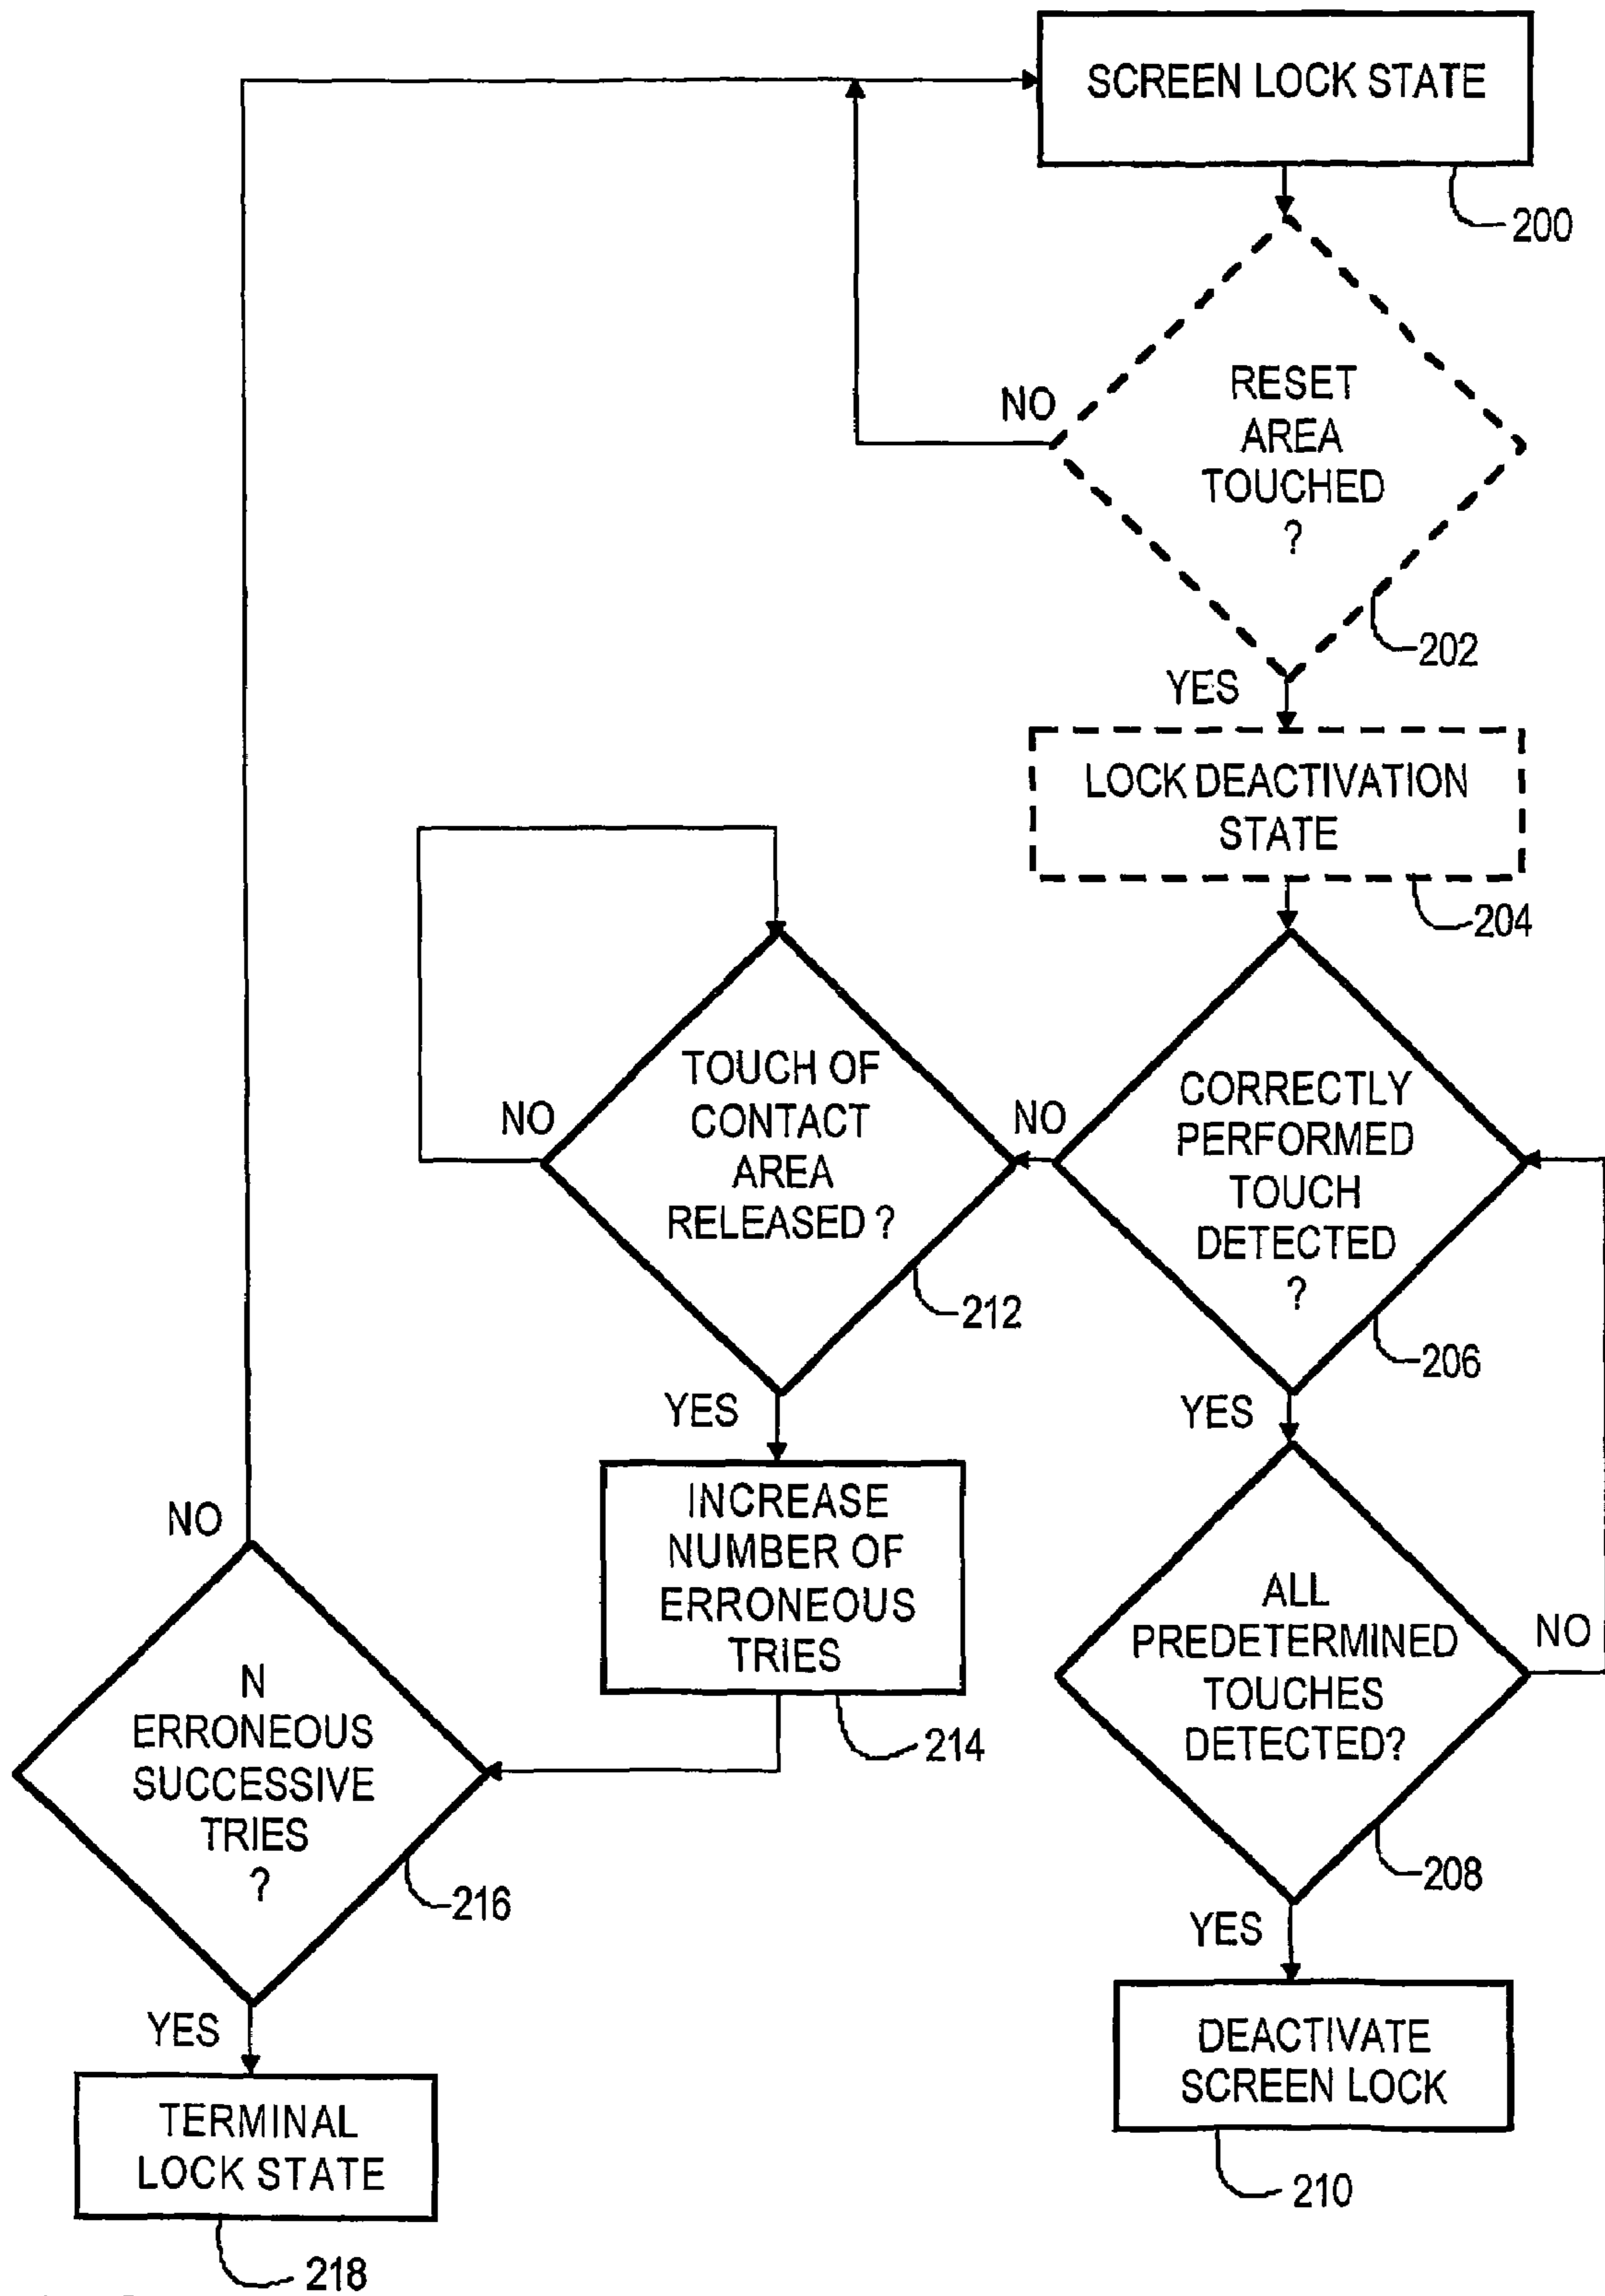 SCREEN LOCK STATE
200
RESET
AREA
TOUCHED
?
NO
202
YES
LOCK DEACTIVATION
STATE
204
TOUCH OF
CONTACT
AREA
RELEASED ?
NO
212
NO
CORRECTLY
PERFORMED
TOUCH
DETECTED
?
206
YES
YES
INCREASE
NUMBER OF
ERRONEOUS
TRIES
214
NO
N
ERRONEOUS
SUCCESSIVE
TRIES
?
216
ALL
PREDETERMINED
TOUCHES
DETECTED?
NO
208
YES
YES
DEACTIVATE
SCREEN LOCK
210
TERMINAL
LOCK STATE
218